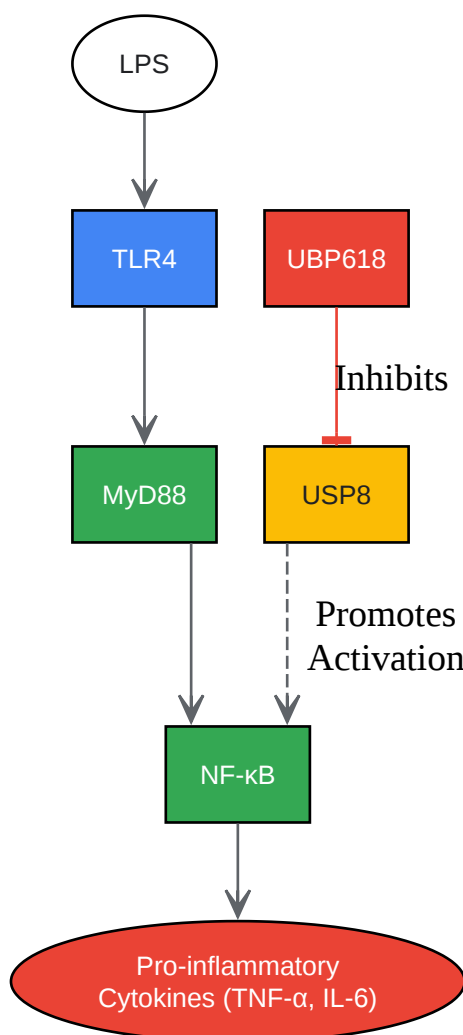 LPS
TLR4
UBP618
Inhibits
MyD88
USP8
Promotes
Activation
NF-κB
Pro-inflammatory
Cytokines (TNF-α, IL-6)